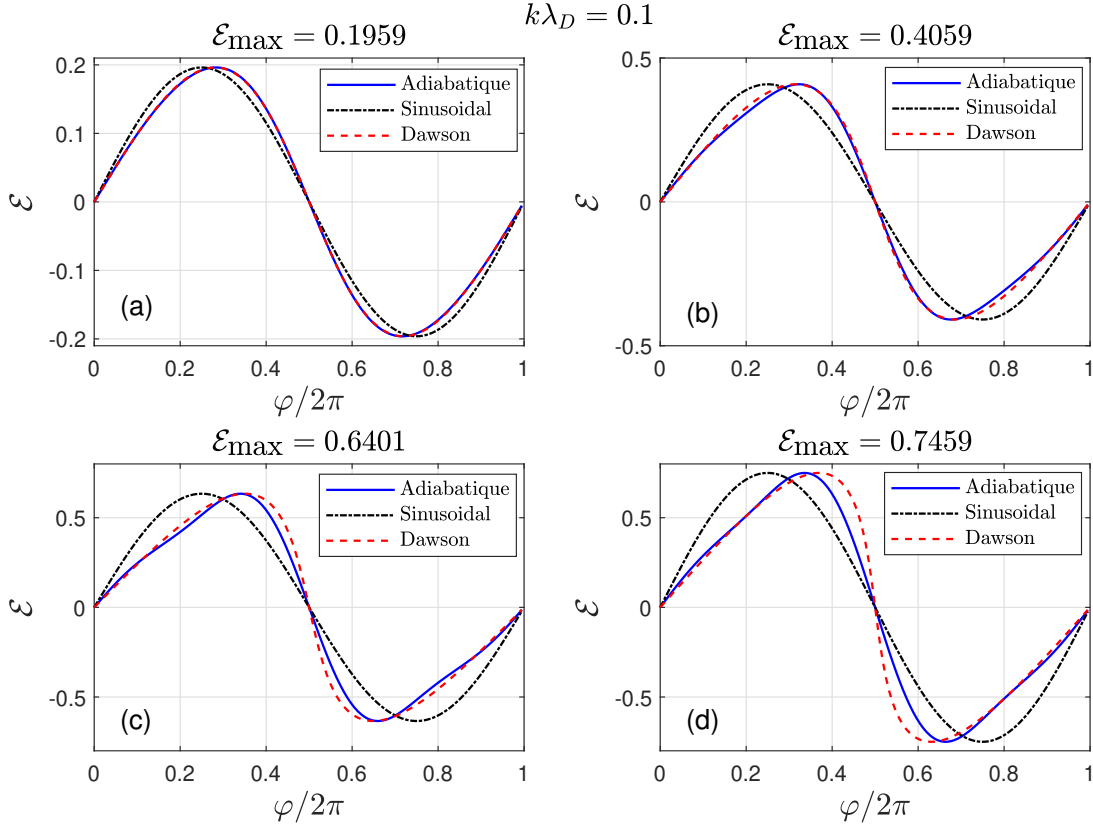 kλ_D = 0.1
ℰmax = 0.1959
0.2
0.1
0
-0.1
-0.2
ℰ
Adiabatique
Sinusoidal
Dawson
(a)
0 0.2 0.4 0.6 0.8 1
φ/2π
ℰmax = 0.4059
0.5
0
-0.5
ℰ
Adiabatique
Sinusoidal
Dawson
(b)
0 0.2 0.4 0.6 0.8 1
φ/2π
ℰmax = 0.6401
0.5
0
-0.5
ℰ
Adiabatique
Sinusoidal
Dawson
(c)
0 0.2 0.4 0.6 0.8 1
φ/2π
ℰmax = 0.7459
0.5
0
-0.5
ℰ
Adiabatique
Sinusoidal
Dawson
(d)
0 0.2 0.4 0.6 0.8 1
φ/2π